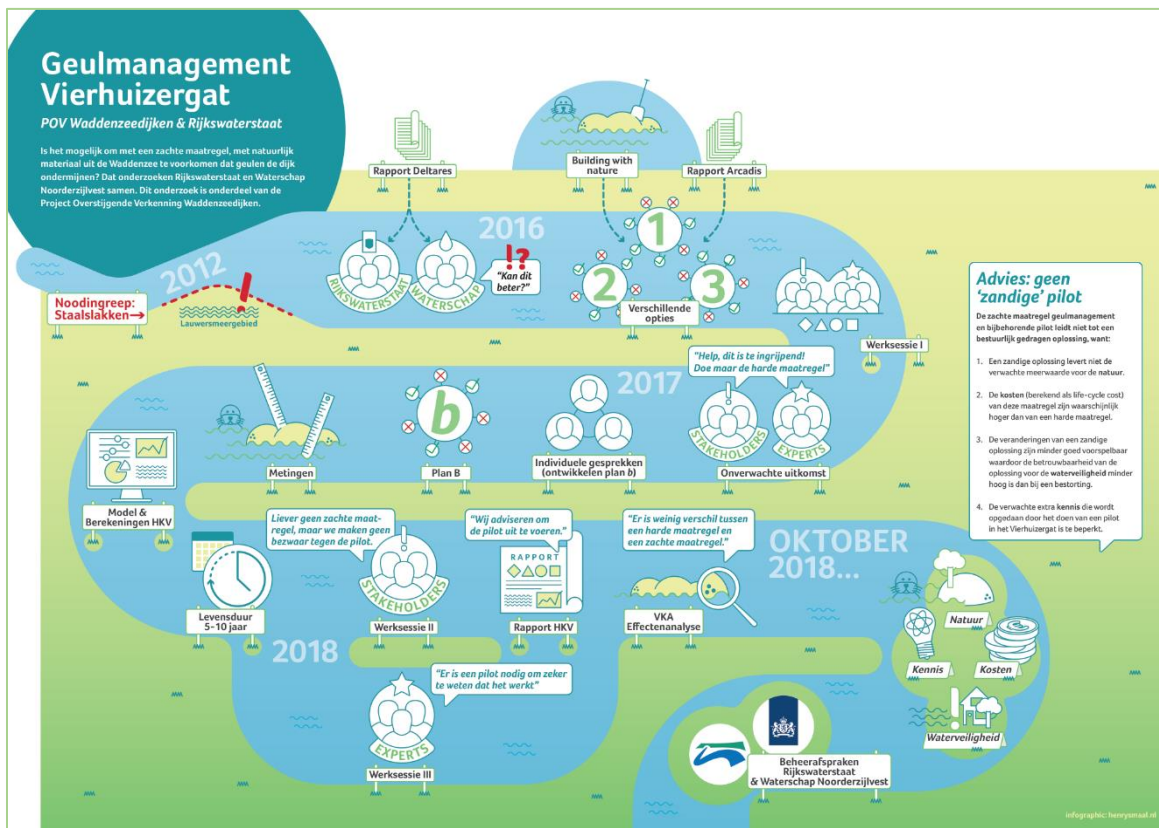 Geulmanagement
Vierhuizergat
POV Waddenzeedijken & Rijkswaterstaat
Is het mogelijk om met een zachte maatregel, met natuurlijk
materiaal uit de Waddenzee te voorkomen dat geulen de dijk
ondermijnen? Dat onderzoeken Rijkswaterstaat en Waterschap
Noorderzijlvest samen. Dit onderzoek is onderdeel van de
Project Overstijgende Verkenning Waddenzeedijken.
2012
Noodingreep:
Staalslakken→
Lauwersmeergebied
Rapport Deltares
RIJKSWATERSTAAT
WATERSCHAP
2016
!?
"Kan dit
beter?"
Building with
nature
Rapport Arcadis
1
2
3
Verschillende
opties
Werksessie I
2017
"Help, dit is te ingrijpend!
Doe maar de harde maatregel"
STAKEHOLDERS
EXPERTS
Onverwachte uitkomst
Individuele gesprekken
(ontwikkelen plan b)
b
Plan B
Metingen
Model &
Berekeningen HKV
Levensduur
5-10 jaar
2018
Liever geen zachte maat-
regel, maar we maken geen
bezwaar tegen de pilot.
STAKEHOLDERS
Werksessie II
"Er is een pilot nodig om zeker
te weten dat het werkt"
EXPERTS
Werksessie III
"Wij adviseren om
de pilot uit te voeren."
RAPPORT
Rapport HKV
"Er is weinig verschil tussen
een harde maatregel en
een zachte maatregel."
VKA
Effectenanalyse
OKTOBER
2018...
Natuur
Kennis
Kosten
Waterveiligheid
Beheerafspraken
Rijkswaterstaat
& Waterschap Noorderzijlvest
Advies: geen
'zandige' pilot
De zachte maatregel geulmanagement
en bijbehorende pilot leidt niet tot een
bestuurlijk gedragen oplossing, want:
1. Een zandige oplossing levert niet de
verwachte meerwaarde voor de natuur.
2. De kosten (berekend als life-cycle cost)
van deze maatregel zijn waarschijnlijk
hoger dan van een harde maatregel.
3. De veranderingen van een zandige
oplossing zijn minder goed voorspelbaar
waardoor de betrouwbaarheid van de
oplossing voor de waterveiligheid minder
hoog is dan bij een bestorting.
4. De verwachte extra kennis die wordt
opgedaan door het doen van een pilot
in het Vierhuizergat is te beperkt.
infographic: henrysmaal.nl